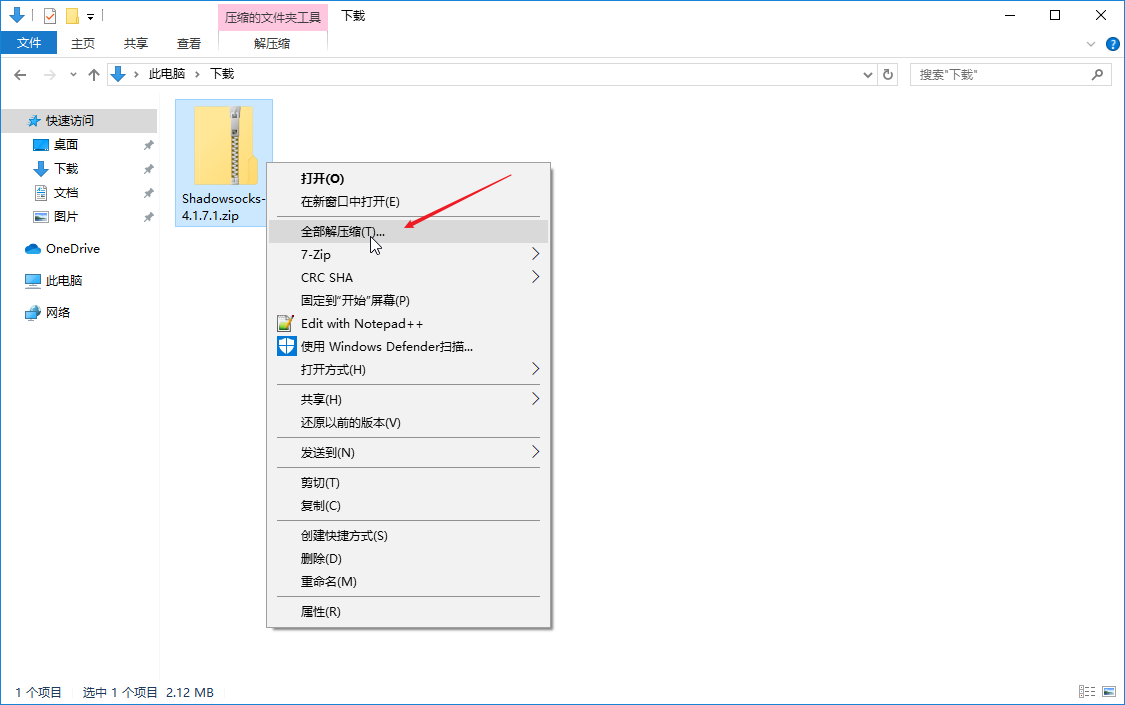 压缩的文件夹工具
下载
文件
主页
共享
查看
解压缩
此电脑
下载
搜索"下载"
快速访问
桌面
下载
文档
图片
OneDrive
此电脑
网络
Shadowsocks-
4.1.7.1.zip
打开(O)
在新窗口中打开(E)
全部解压缩(T)...
7-Zip
CRC SHA
固定到"开始"屏幕(P)
Edit with Notepad++
使用 Windows Defender扫描...
打开方式(H)
共享(H)
还原以前的版本(V)
发送到(N)
剪切(T)
复制(C)
创建快捷方式(S)
删除(D)
重命名(M)
属性(R)
1 个项目
选中 1 个项目 2.12 MB